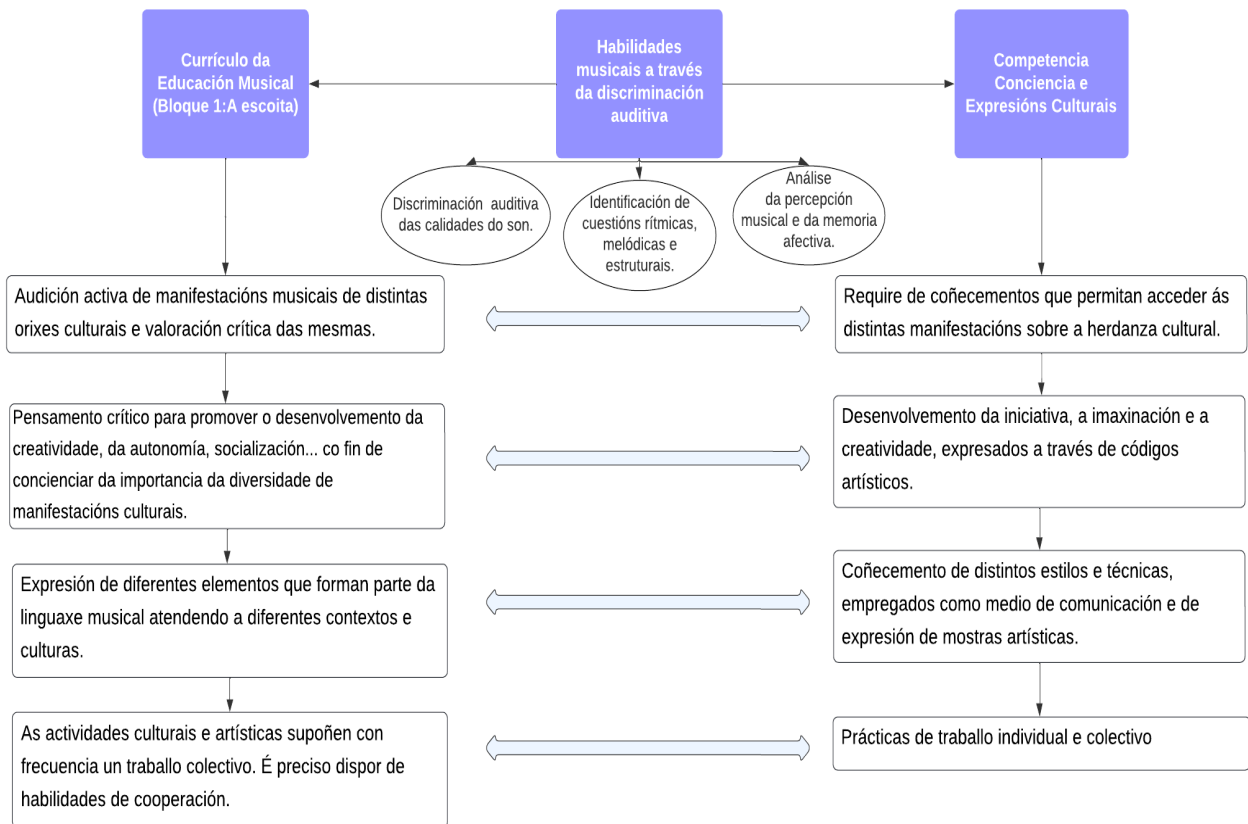 Currículo da
Educación Musical
(Bloque 1:A escoita)
Habilidades
musicais a través
da discriminación
auditiva
Competencia
Conciencia e
Expresións Culturais
Discriminación auditiva
das calidades do son.
Identificación de
cuestións rítmicas,
melódicas e
estruturais.
Análise
da percepción
musical e da memoria
afectiva.
Audición activa de manifestacións musicais de distintas
orixes culturais e valoración crítica das mesmas.
Require de coñecementos que permitan acceder ás
distintas manifestacións sobre a herdanza cultural.
Pensamento crítico para promover o desenvolvemento da
creatividade, da autonomía, socialización... co fin de
concienciar da importancia da diversidade de
manifestacións culturais.
Desenvolvemento da iniciativa, a imaxinación e a
creatividade, expresados a través de códigos
artísticos.
Expresión de diferentes elementos que forman parte da
linguaxe musical atendendo a diferentes contextos e
culturas.
Coñecemento de distintos estilos e técnicas,
empregados como medio de comunicación e de
expresión de mostras artísticas.
As actividades culturais e artísticas supoñen con
frecuencia un traballo colectivo. É preciso dispor de
habilidades de cooperación.
Prácticas de traballo individual e colectivo